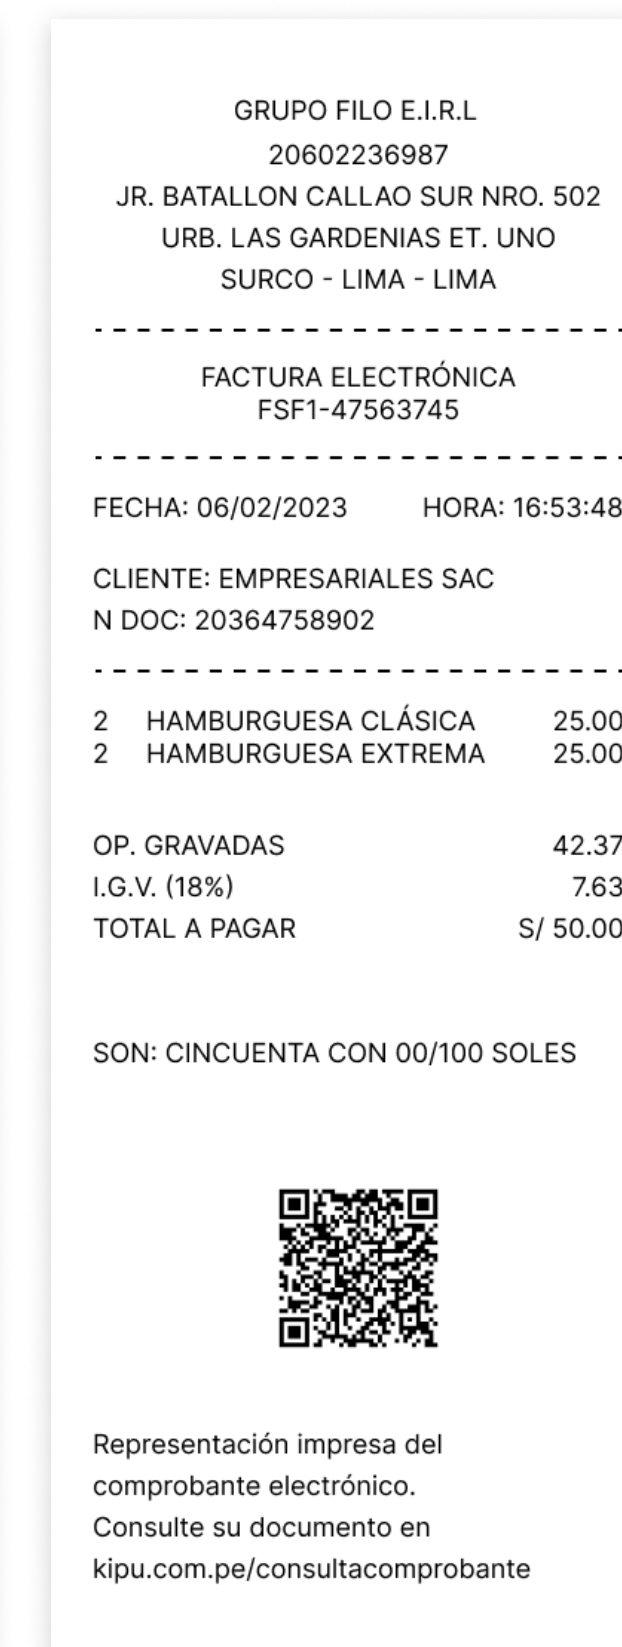 GRUPO FILO E.I.R.L
20602236987
JR. BATALLON CALLAO SUR NRO. 502
URB. LAS GARDENIAS ET. UNO
SURCO - LIMA - LIMA
FACTURA ELECTRÓNICA
FSF1-47563745
FECHA: 06/02/2023 HORA: 16:53:48
CLIENTE: EMPRESARIALES SAC
N DOC: 20364758902
2 HAMBURGUESA CLÁSICA 25.00
2 HAMBURGUESA EXTREMA 25.00
OP. GRAVADAS 42.37
I.G.V. (18%) 7.63
TOTAL A PAGAR S/ 50.00
SON: CINCUENTA CON 00/100 SOLES
Representación impresa del
comprobante electrónico.
Consulte su documento en
kipu.com.pe/consultacomprobante